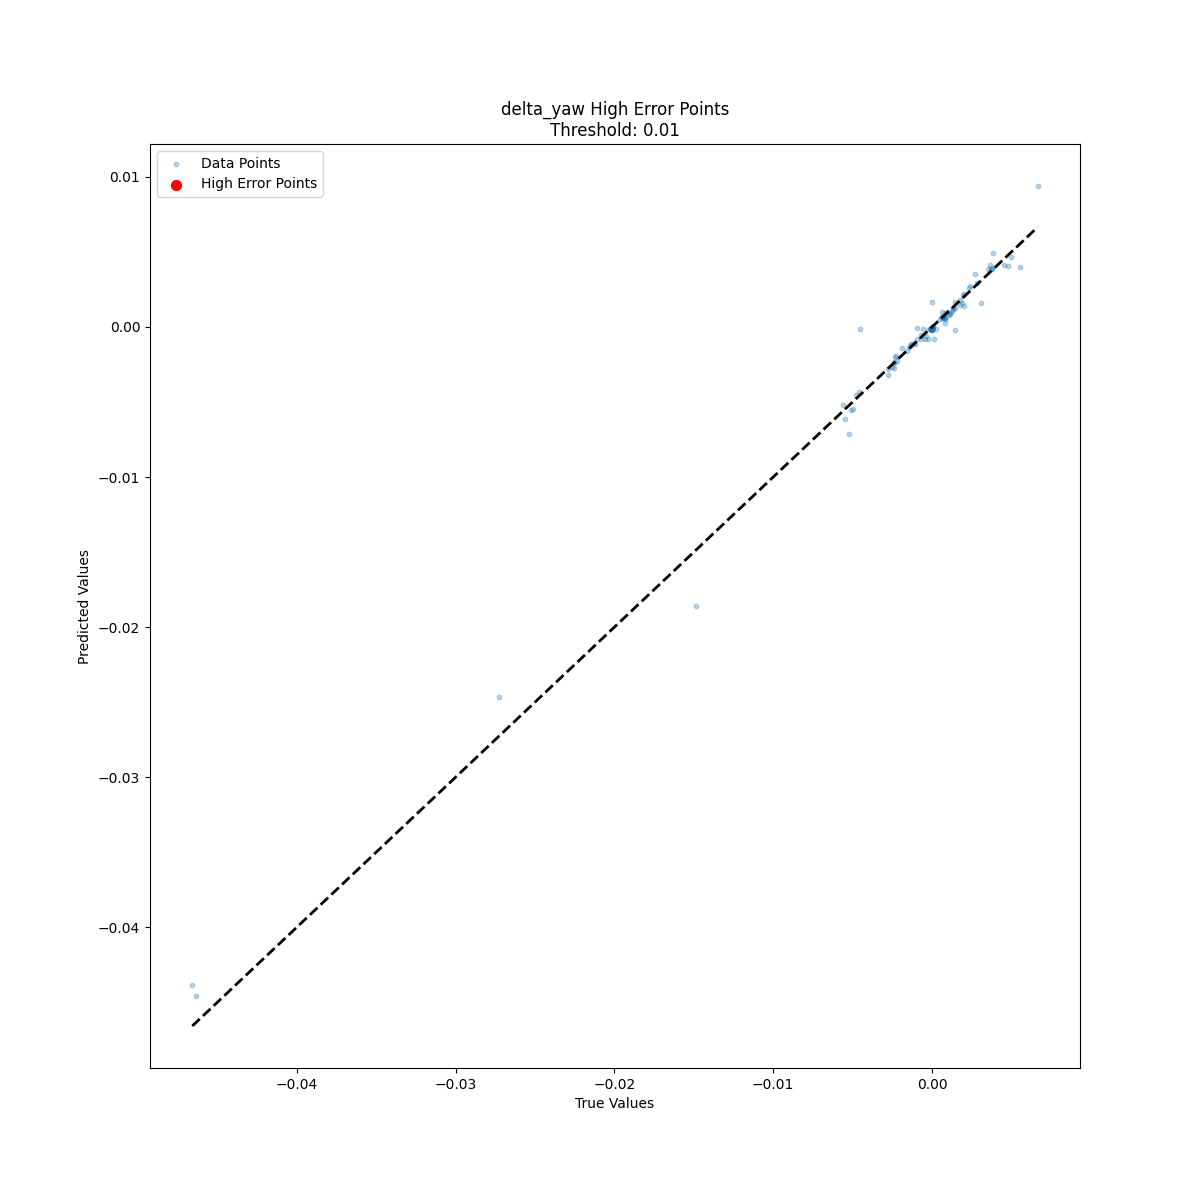 delta_yaw High Error Points
Threshold: 0.01
Data Points
High Error Points
0.01
0.00
−0.01
−0.02
−0.03
−0.04
Predicted Values
−0.04
−0.03
−0.02
−0.01
0.00
True Values